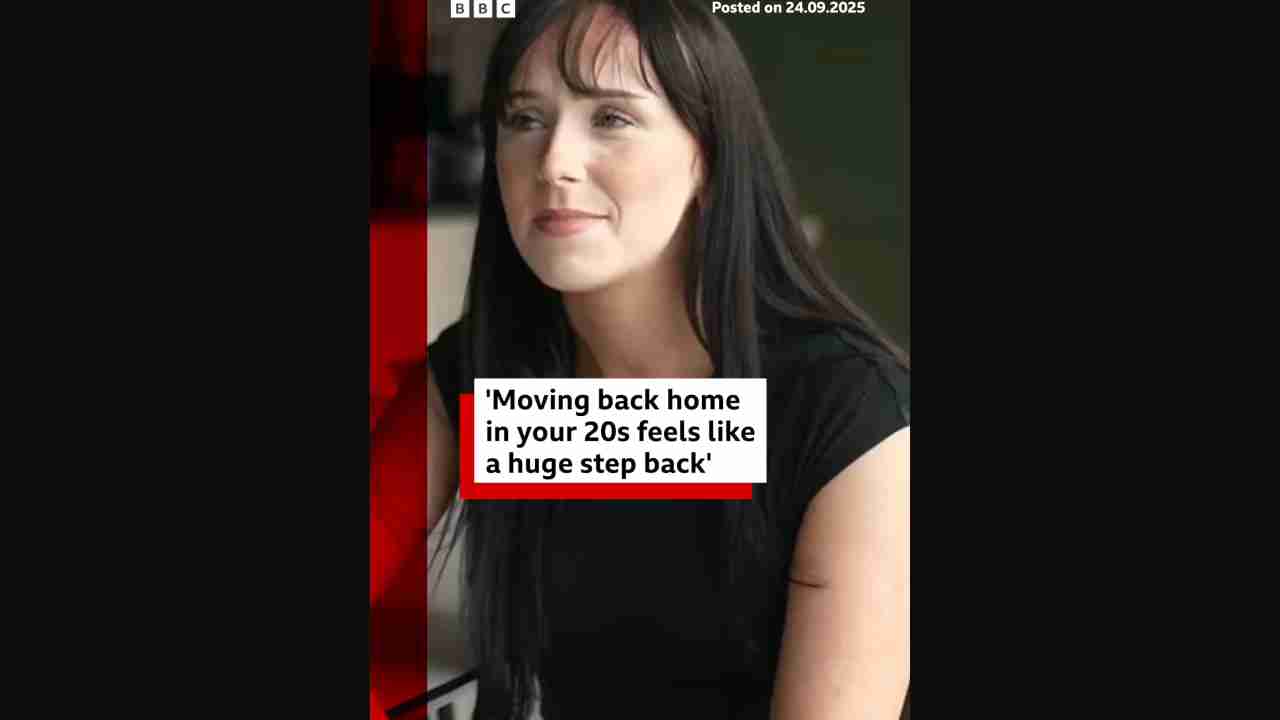 BBC
Posted on 24.09.2025
'Moving back home
in your 20s feels like
a huge step back'